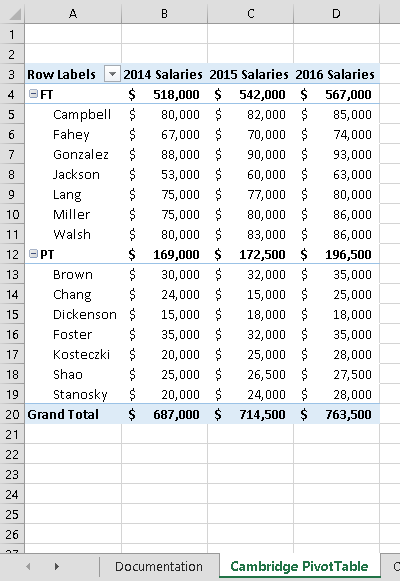 A B C D
1
2
3 Row Labels 2014 Salaries 2015 Salaries 2016 Salaries
4 FT $ 518,000 $ 542,000 $ 567,000
5 Campbell $ 80,000 $ 82,000 $ 85,000
6 Fahey $ 67,000 $ 70,000 $ 74,000
7 Gonzalez $ 88,000 $ 90,000 $ 93,000
8 Jackson $ 53,000 $ 60,000 $ 63,000
9 Lang $ 75,000 $ 77,000 $ 80,000
10 Miller $ 75,000 $ 80,000 $ 86,000
11 Walsh $ 80,000 $ 83,000 $ 86,000
12 PT $ 169,000 $ 172,500 $ 196,500
13 Brown $ 30,000 $ 32,000 $ 35,000
14 Chang $ 24,000 $ 15,000 $ 25,000
15 Dickenson $ 15,000 $ 18,000 $ 18,000
16 Foster $ 35,000 $ 32,000 $ 35,000
17 Kosteczki $ 20,000 $ 25,000 $ 28,000
18 Shao $ 25,000 $ 26,500 $ 27,500
19 Stanosky $ 20,000 $ 24,000 $ 28,000
20 Grand Total $ 687,000 $ 714,500 $ 763,500
21
22
23
24
25
26
27
Documentation Cambridge PivotTable